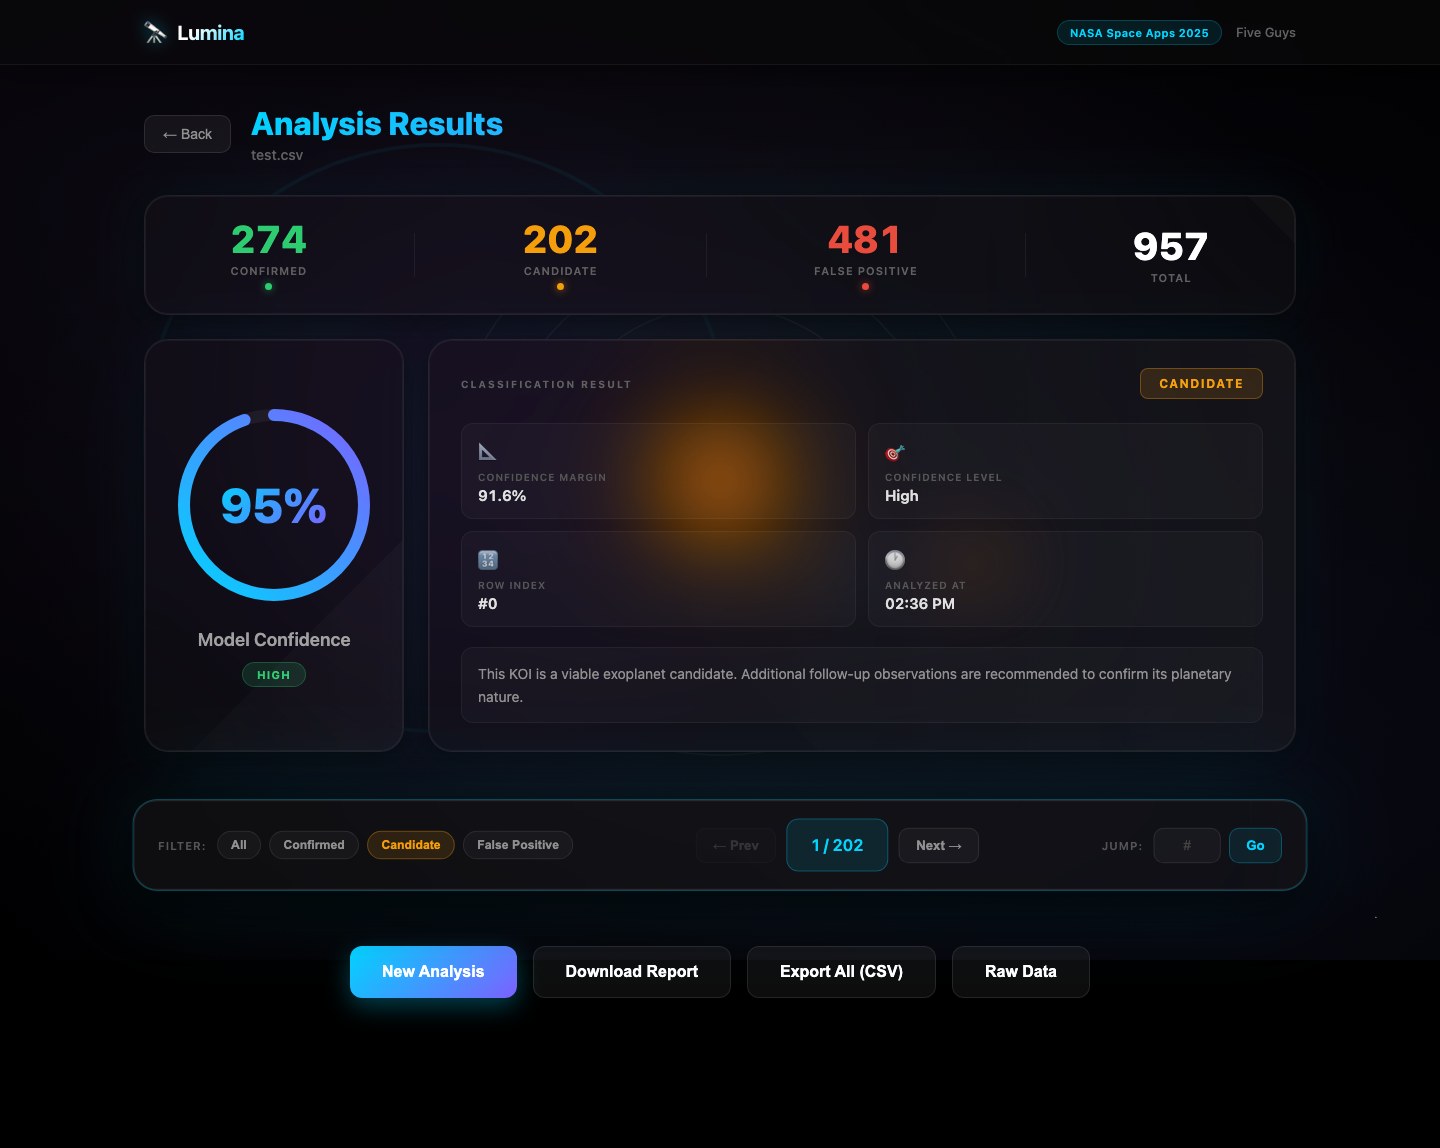 Lumina
NASA Space Apps 2025
Five Guys
← Back
Analysis Results
test.csv
274
CONFIRMED
202
CANDIDATE
481
FALSE POSITIVE
957
TOTAL
95%
Model Confidence
HIGH
CLASSIFICATION RESULT
CANDIDATE
CONFIDENCE MARGIN
91.6%
CONFIDENCE LEVEL
High
ROW INDEX
#0
ANALYZED AT
02:36 PM
This KOI is a viable exoplanet candidate. Additional follow-up observations are recommended to confirm its planetary
nature.
FILTER:
All
Confirmed
Candidate
False Positive
← Prev
1 / 202
Next →
JUMP:
#
Go
New Analysis
Download Report
Export All (CSV)
Raw Data